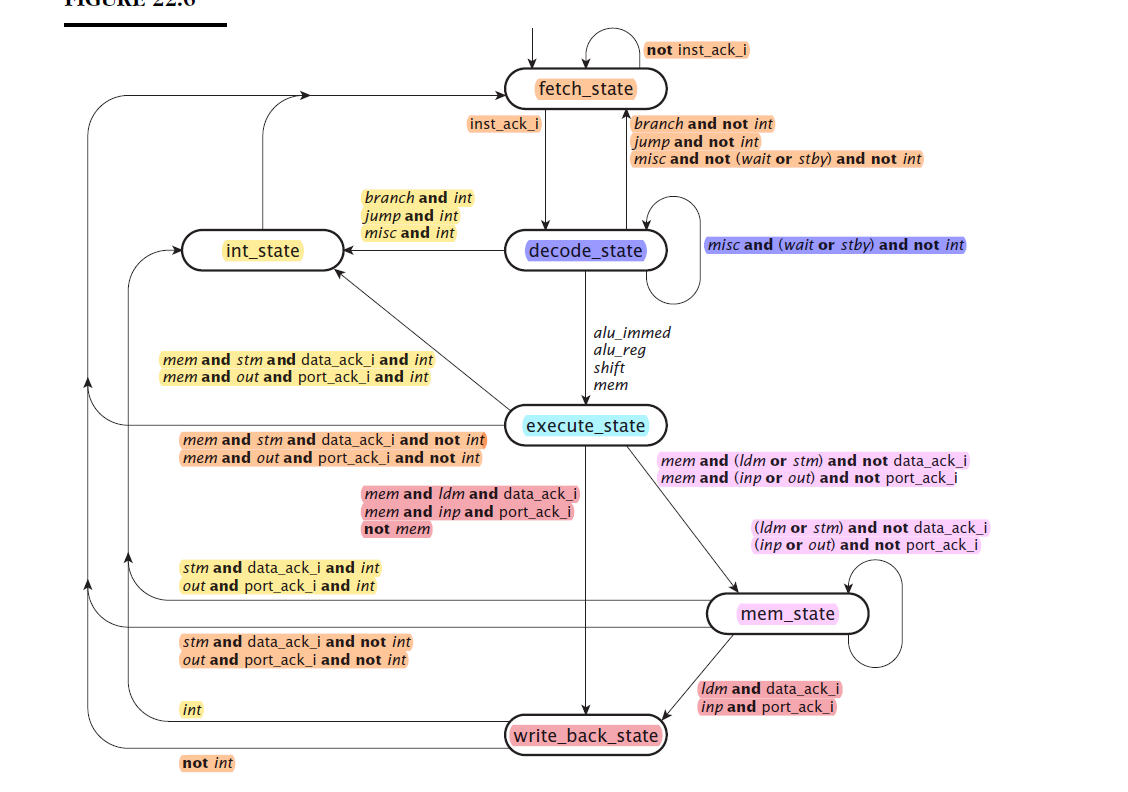 FIGURE 22.6
not inst_ack_i
fetch_state
inst_ack_i
branch and not int
jump and not int
misc and not (wait or stby) and not int
branch and int
jump and int
misc and int
int_state
decode_state
misc and (wait or stby) and not int
alu_immed
alu_reg
shift
mem
mem and stm and data_ack_i and int
mem and out and port_ack_i and int
execute_state
mem and stm and data_ack_i and not int
mem and out and port_ack_i and not int
mem and (ldm or stm) and not data_ack_i
mem and (inp or out) and not port_ack_i
mem and ldm and data_ack_i
mem and inp and port_ack_i
not mem
(ldm or stm) and not data_ack_i
(inp or out) and not port_ack_i
stm and data_ack_i and int
out and port_ack_i and int
mem_state
stm and data_ack_i and not int
out and port_ack_i and not int
ldm and data_ack_i
inp and port_ack_i
int
write_back_state
not int